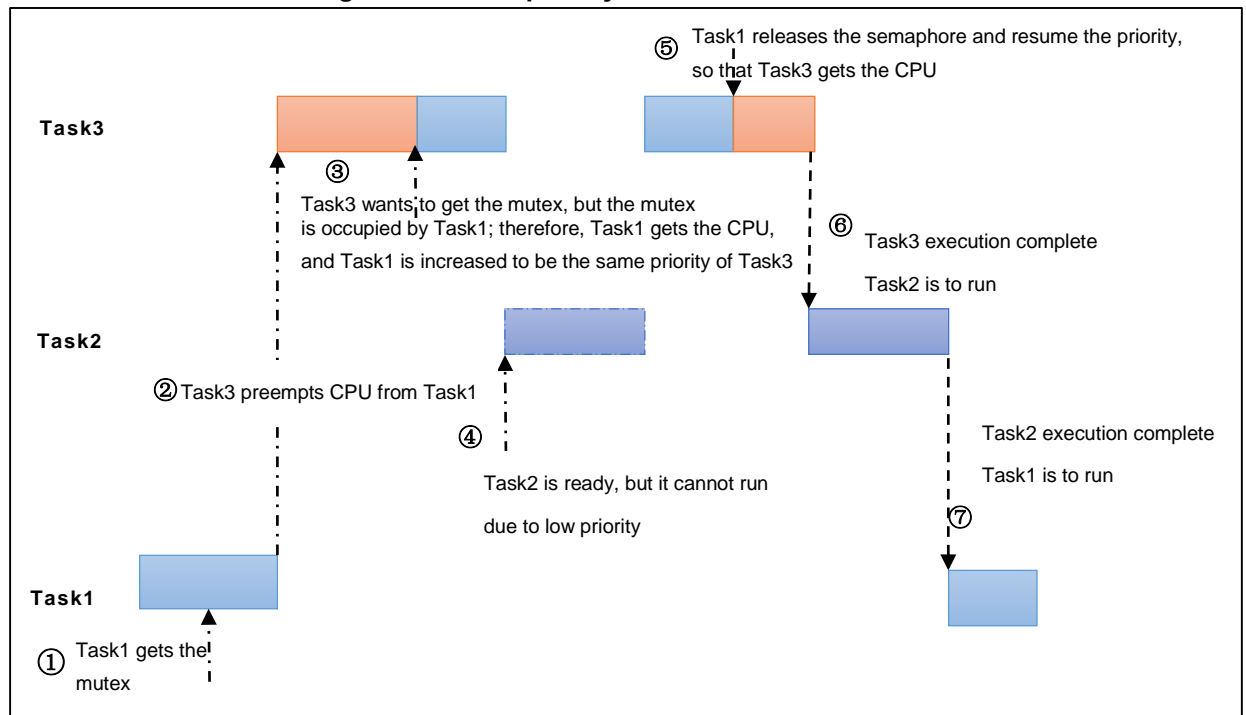 ⑤ Task1 releases the semaphore and resume the priority,
so that Task3 gets the CPU
Task3
③
Task3 wants to get the mutex, but the mutex
is occupied by Task1; therefore, Task1 gets the CPU,
and Task1 is increased to be the same priority of Task3
⑥ Task3 execution complete
Task2 is to run
Task2
② Task3 preempts CPU from Task1
④
Task2 is ready, but it cannot run
due to low priority
Task2 execution complete
Task1 is to run
⑦
Task1
① Task1 gets the
mutex